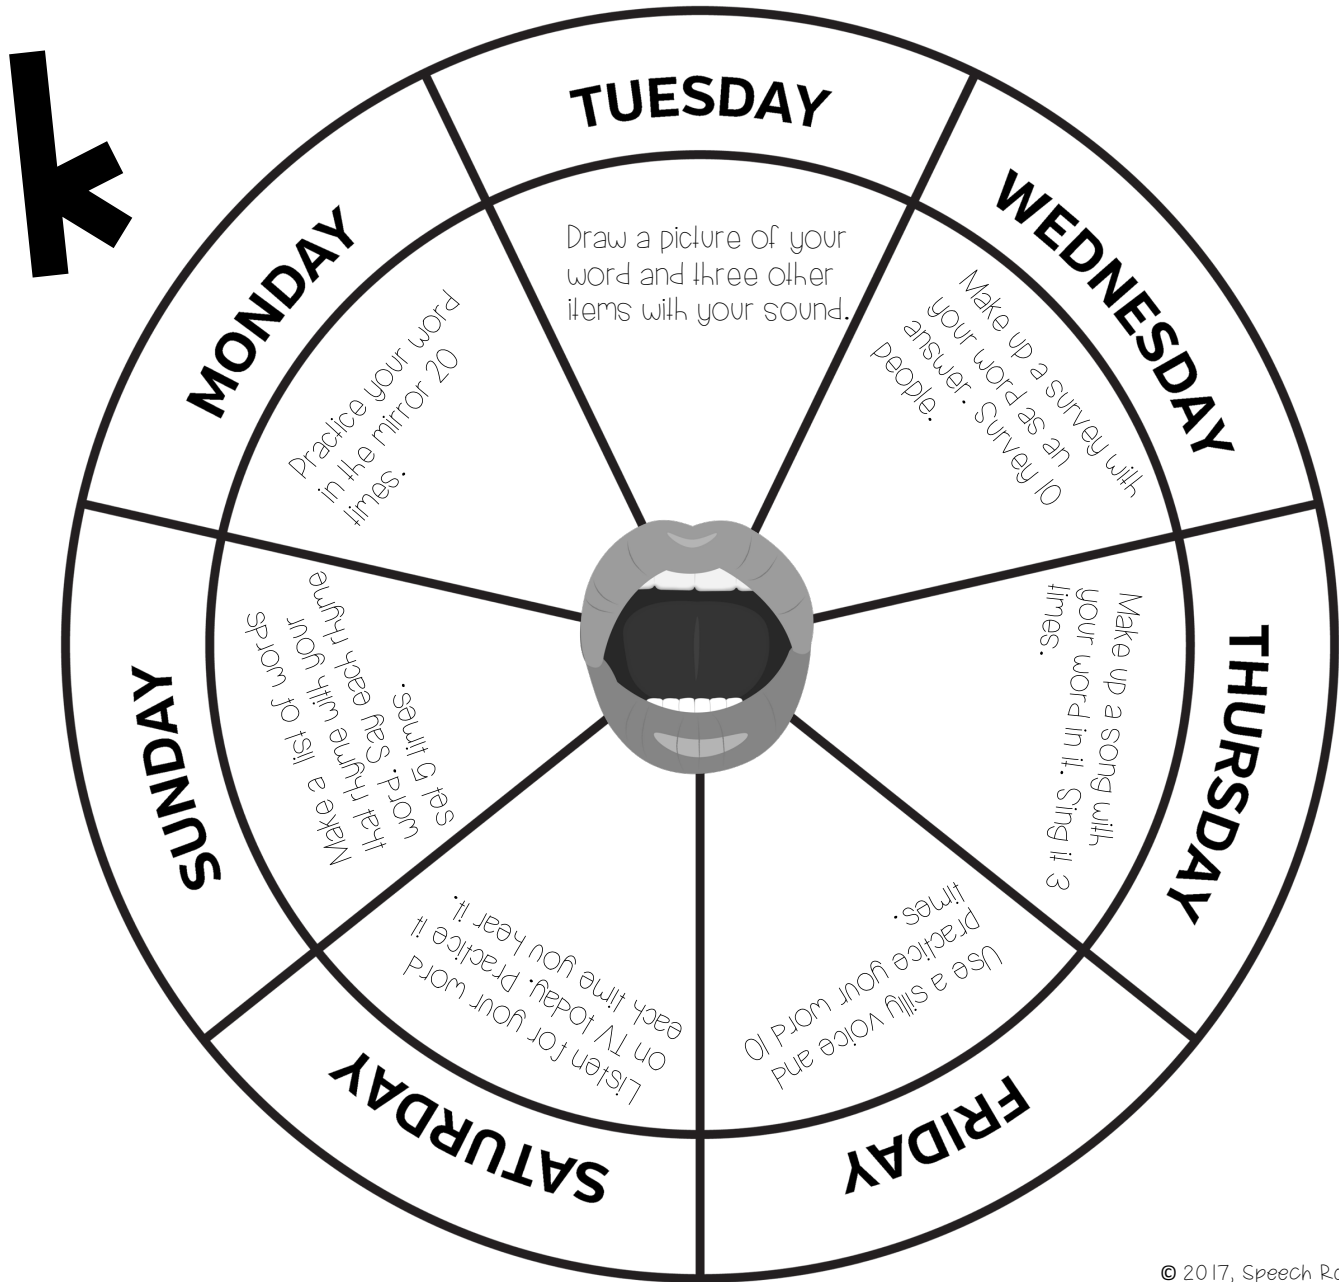 k
MONDAY
Practice your word
in the mirror 20
times.
TUESDAY
Draw a picture of your
word and three other
items with your sound.
WEDNESDAY
Make up a survey with
your word as an
answer. Survey 10
people.
THURSDAY
Make up a song with
your word in it. Sing it 3
times.
FRIDAY
Use a silly voice and
practice your word 10
times.
SATURDAY
Listen for your word
on TV today. Practice it
each time you hear it.
SUNDAY
Make a list of words
that rhyme with your
word. Say each rhyme
set 5 times.
© 2017, Speech